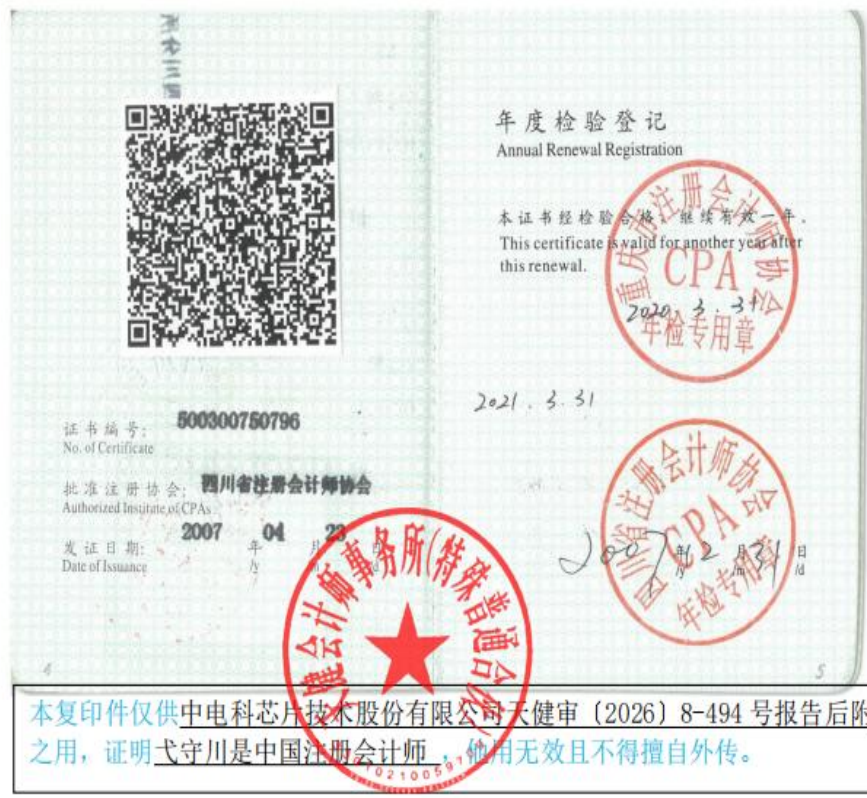 年度检验登记
Annual Renewal Registration
本证书经检验合格，继续有效一年。
This certificate is valid for another year after
this renewal.
重庆市注册会计师协会
CPA
2020. 3. 31
年检专用章
2021. 3. 31
证书编号: 500300750796
No. of Certificate
批准注册协会: 四川省注册会计师协会
Authorized Institute of CPAs
发证日期: 2007 年 04 月 23 日
Date of Issuance /y /m /d
四川省注册会计师协会
CPA
年检专用章
2007 年 12 月 31 日
/y /m /d
天健会计师事务所(特殊普通合伙)
4
5
本复印件仅供中电科芯片技术股份有限公司天健审〔2026〕8-494 号报告后附
之用，证明弋守川是中国注册会计师，他用无效且不得擅自外传。